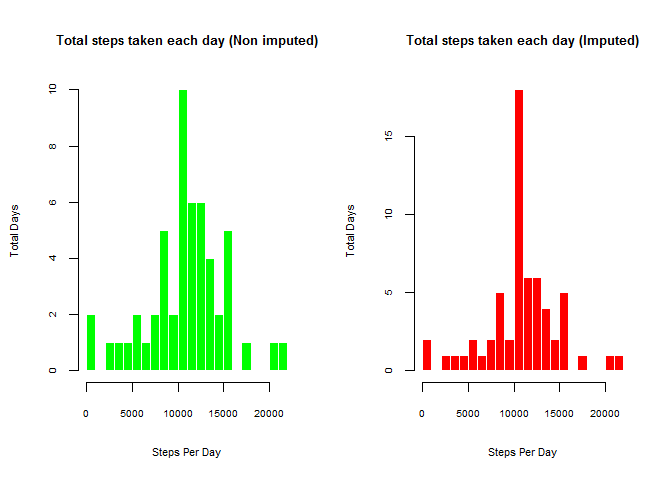 Total steps taken each day (Non imputed)
Total Days
10
8
6
4
2
0
0 5000 10000 15000 20000
Steps Per Day
Total steps taken each day (Imputed)
Total Days
15
10
5
0
0 5000 10000 15000 20000
Steps Per Day